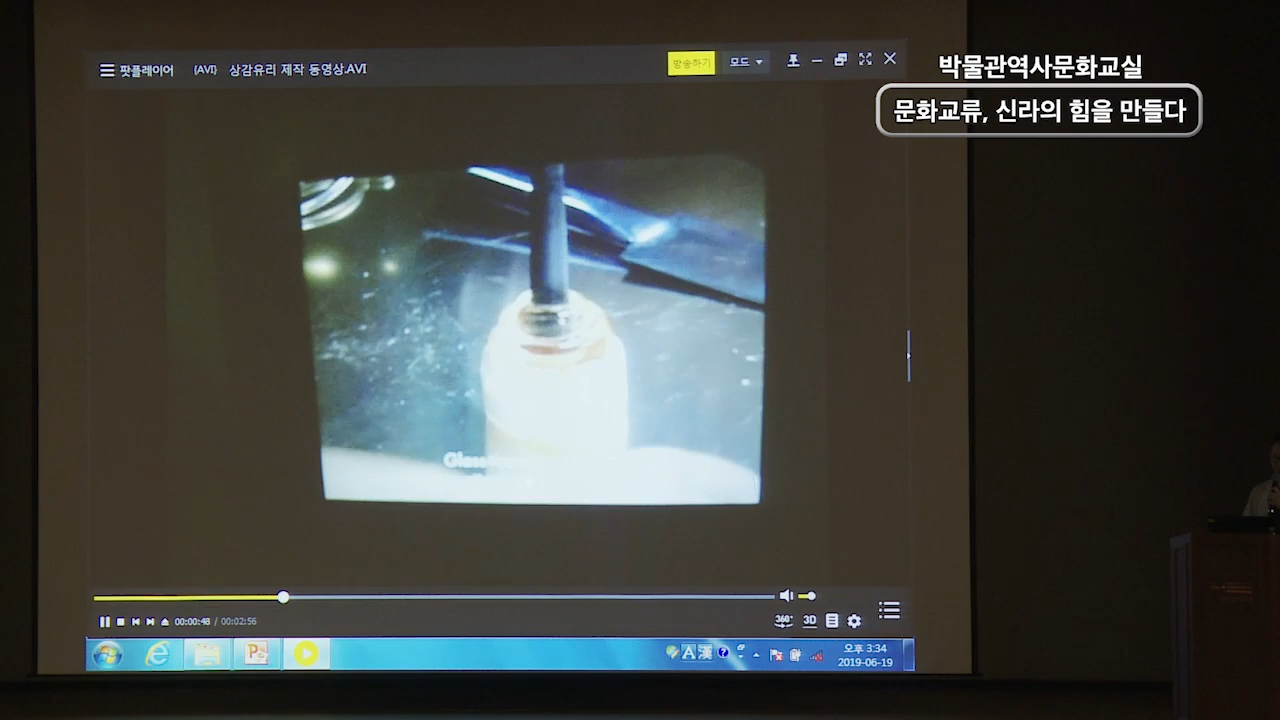 팟플레이어 (AVI) 상감유리 제작 동영상.AVI
방송하기 모드
박물관역사문화교실
문화교류, 신라의 힘을 만들다
00:00:48 / 00:02:56
360° 3D
A 漢 ?
오후 3:34
2019-06-19